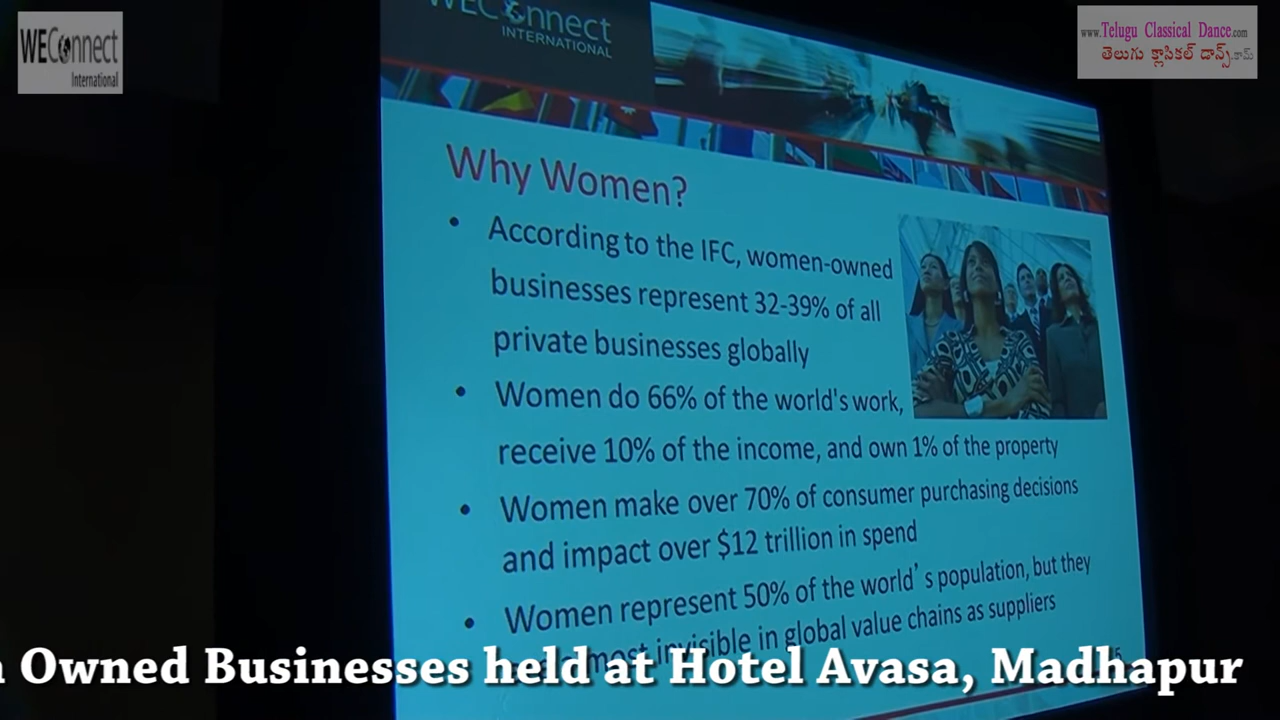 WEConnect
International
www.Telugu Classical Dance.com
తెలుగు క్లాసికల్ డాన్స్.కామ్
WEConnect
INTERNATIONAL
Why Women?
• According to the IFC, women-owned
businesses represent 32-39% of all
private businesses globally
• Women do 66% of the world's work,
receive 10% of the income, and own 1% of the property
• Women make over 70% of consumer purchasing decisions
and impact over $12 trillion in spend
• Women represent 50% of the world's population, but they
invisible in global value chains as suppliers
Owned Businesses held at Hotel Avasa, Madhapur